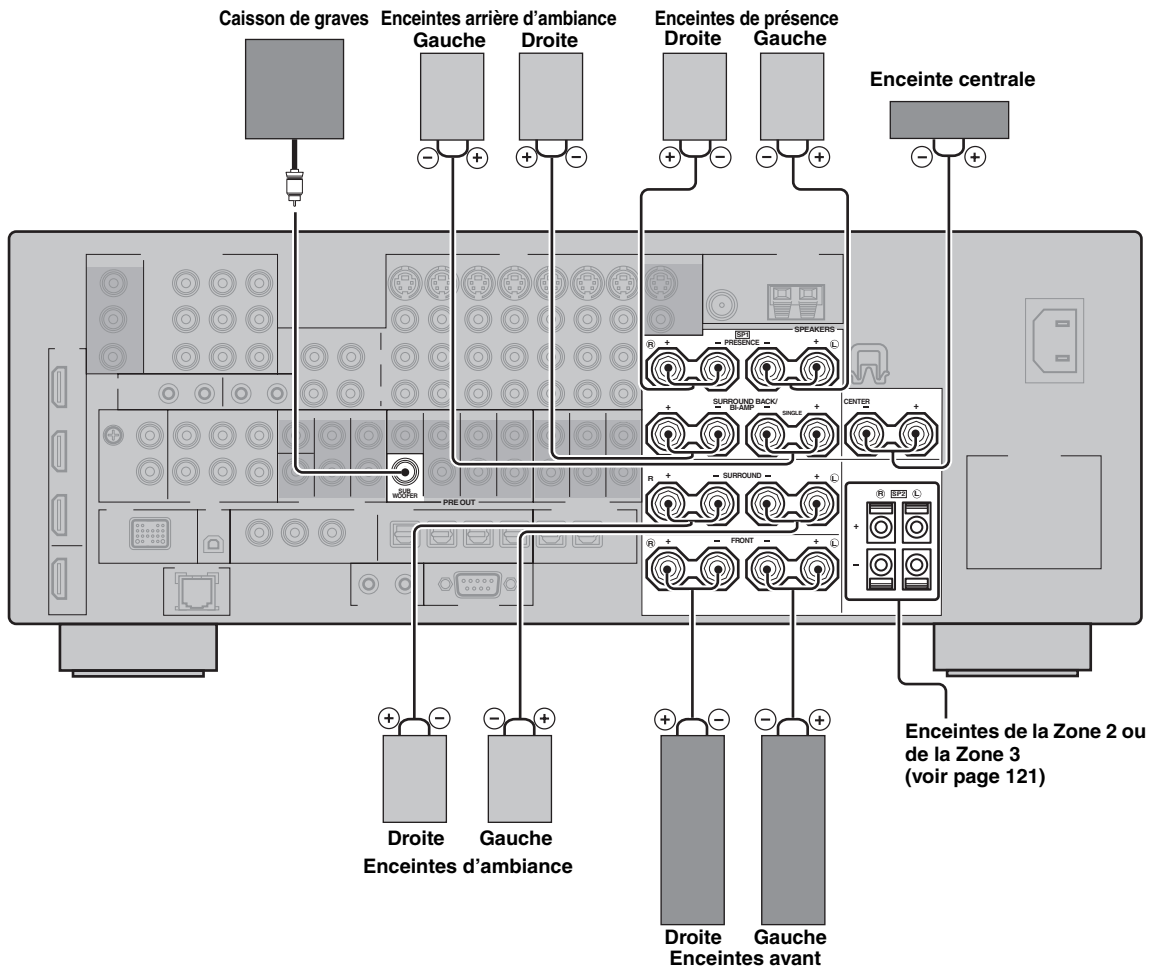 Caisson de graves
Enceintes arrière d'ambiance
Gauche Droite
Enceintes de présence
Droite Gauche
Enceinte centrale
− + + − + − − + − +
SPEAKERS
SP1
R + − PRESENCE − + L
SURROUND BACK/
BI-AMP
+ − − SINGLE +
CENTER
− +
SUB
WOOFER
PRE OUT
R + − SURROUND − + L
R SP2 L
+
−
R + − FRONT − + L
+ − − + + − − +
Enceintes de la Zone 2 ou
de la Zone 3
(voir page 121)
Droite Gauche
Enceintes d'ambiance
Droite Gauche
Enceintes avant